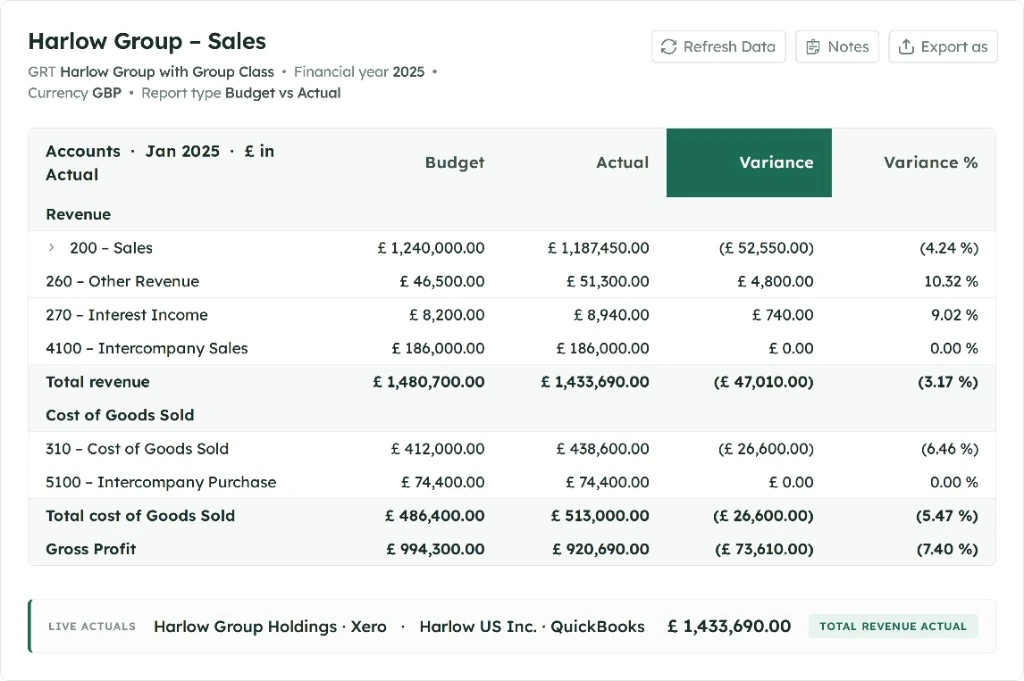 Harlow Group – Sales
Refresh Data
Notes
Export as
GRT Harlow Group with Group Class • Financial year 2025 •
Currency GBP • Report type Budget vs Actual
Accounts · Jan 2025 · £ in
Actual
Budget Actual Variance Variance %
Revenue
200 – Sales £ 1,240,000.00 £ 1,187,450.00 (£ 52,550.00) (4.24 %)
260 – Other Revenue £ 46,500.00 £ 51,300.00 £ 4,800.00 10.32 %
270 – Interest Income £ 8,200.00 £ 8,940.00 £ 740.00 9.02 %
4100 – Intercompany Sales £ 186,000.00 £ 186,000.00 £ 0.00 0.00 %
Total revenue £ 1,480,700.00 £ 1,433,690.00 (£ 47,010.00) (3.17 %)
Cost of Goods Sold
310 – Cost of Goods Sold £ 412,000.00 £ 438,600.00 (£ 26,600.00) (6.46 %)
5100 – Intercompany Purchase £ 74,400.00 £ 74,400.00 £ 0.00 0.00 %
Total cost of Goods Sold £ 486,400.00 £ 513,000.00 (£ 26,600.00) (5.47 %)
Gross Profit £ 994,300.00 £ 920,690.00 (£ 73,610.00) (7.40 %)
LIVE ACTUALS Harlow Group Holdings · Xero · Harlow US Inc. · QuickBooks £ 1,433,690.00 TOTAL REVENUE ACTUAL